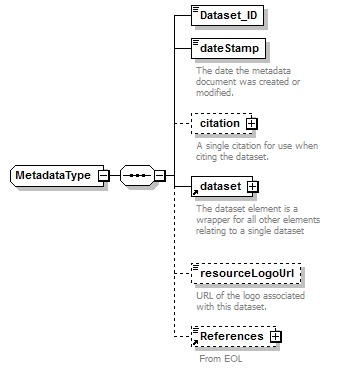 Dataset_ID
dateStamp
The date the metadata
document was created or
modified.
citation
A single citation for use when
citing the dataset.
MetadataType
dataset
The dataset element is a
wrapper for all other elements
relating to a single dataset
resourceLogoUrl
URL of the logo associated
with this dataset.
References
From EOL